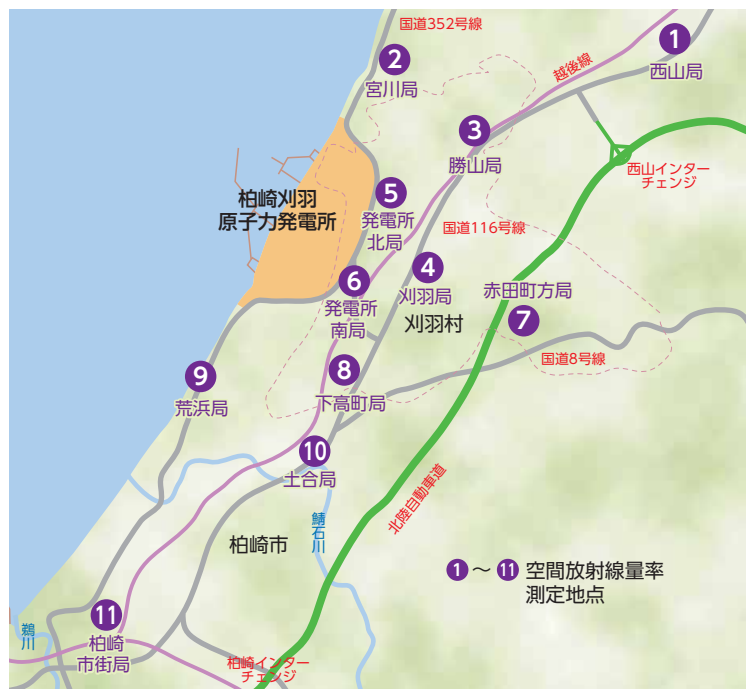 国道352号線
1
西山局
2
宮川局
越後線
3
勝山局
西山インター
チェンジ
柏崎刈羽
原子力発電所
5
発電所
北局
国道116号線
4
刈羽局
赤田町方局
7
6
発電所
南局
刈羽村
国道8号線
8
下高町局
9
荒浜局
10
土合局
北陸自動車道
鯖石川
柏崎市
1 ～ 11 空間放射線量率
測定地点
11
柏崎
市街局
鵜川
柏崎インター
チェンジ